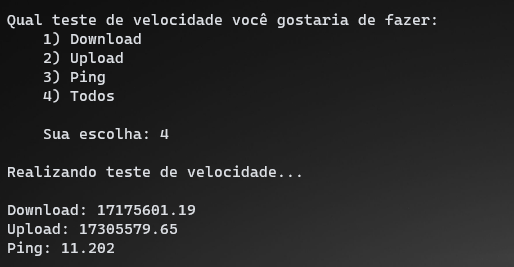 Qual teste de velocidade você gostaria de fazer:
1) Download
2) Upload
3) Ping
4) Todos
Sua escolha: 4
Realizando teste de velocidade...
Download: 17175601.19
Upload: 17305579.65
Ping: 11.202